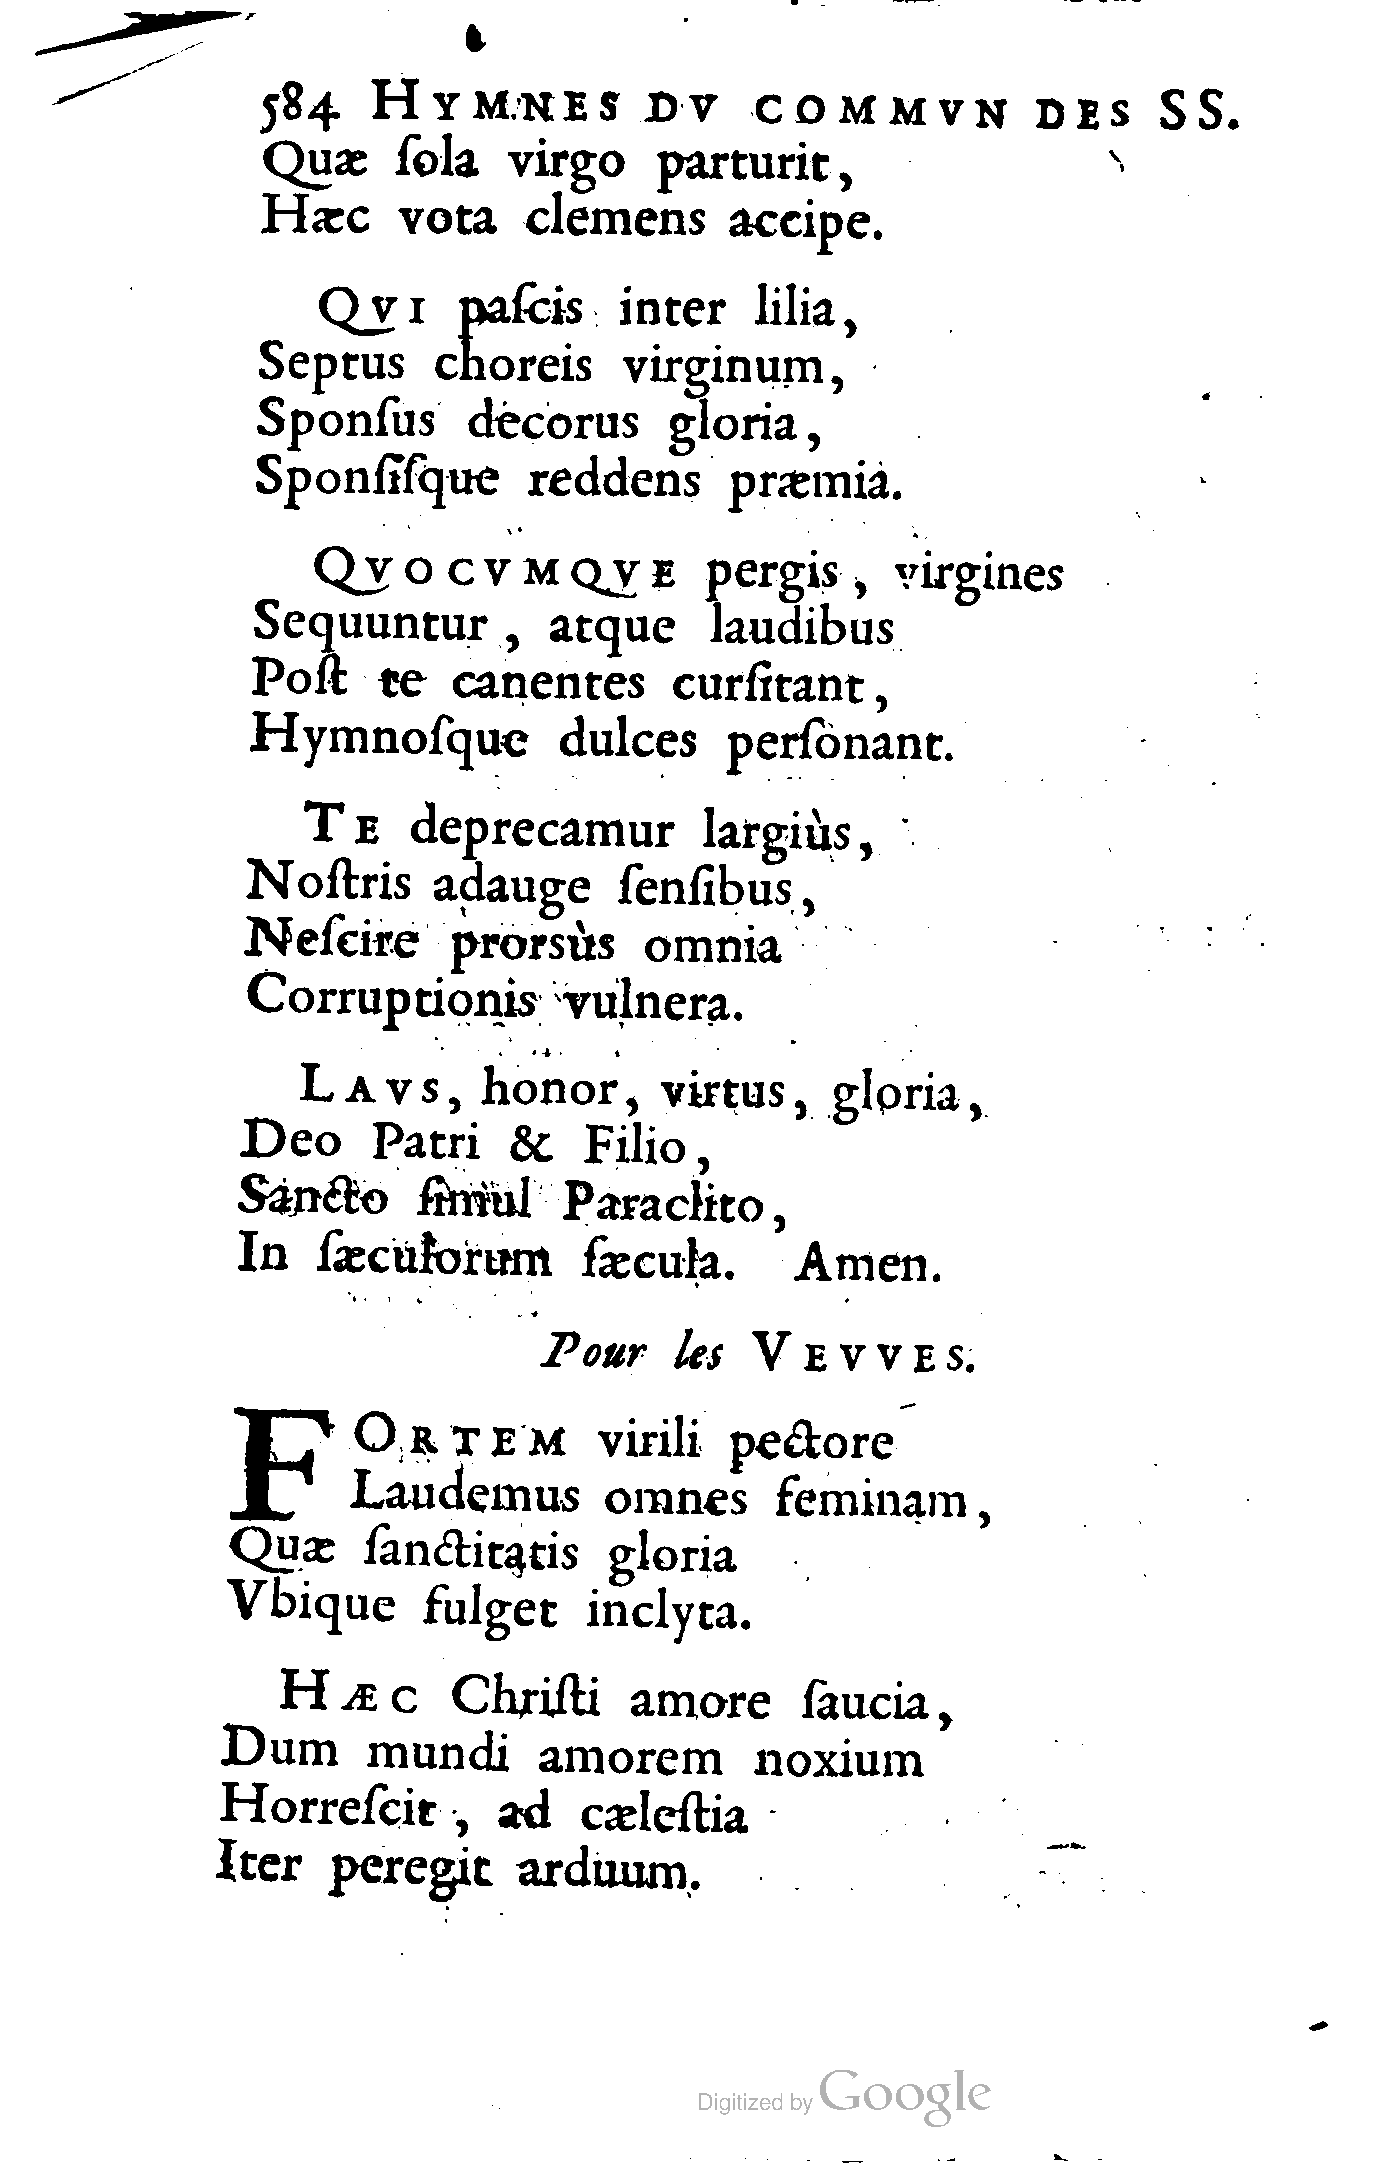 584 HYMNES DV COMMVN DES SS.
Quæ ſola virgo parturit,
Hæc vota clemens accipe.
QVI paſcis inter lilia,
Septus choreis virginum,
Sponſus decorus gloria,
Sponſiſque reddens præmia.
QVOCVMQVE pergis, virgines
Sequuntur, atque laudibus
Poſt te canentes curſitant,
Hymnoſque dulces perſonant.
TE deprecamur largiùs,
Noſtris adauge ſenſibus,
Neſcire prorsùs omnia
Corruptionis vulnera.
LAVS, honor, virtus, gloria,
Deo Patri & Filio,
Sancto ſimul Paraclito,
In ſæculorum ſæcula. Amen.
Pour les VEVVES.
FORTEM virili pectore
Laudemus omnes feminam,
Quæ ſanctitatis gloria
Vbique fulget inclyta.
HÆC Chriſti amore ſaucia,
Dum mundi amorem noxium
Horreſcit, ad cæleſtia
Iter peregit arduum.
Digitized by Google